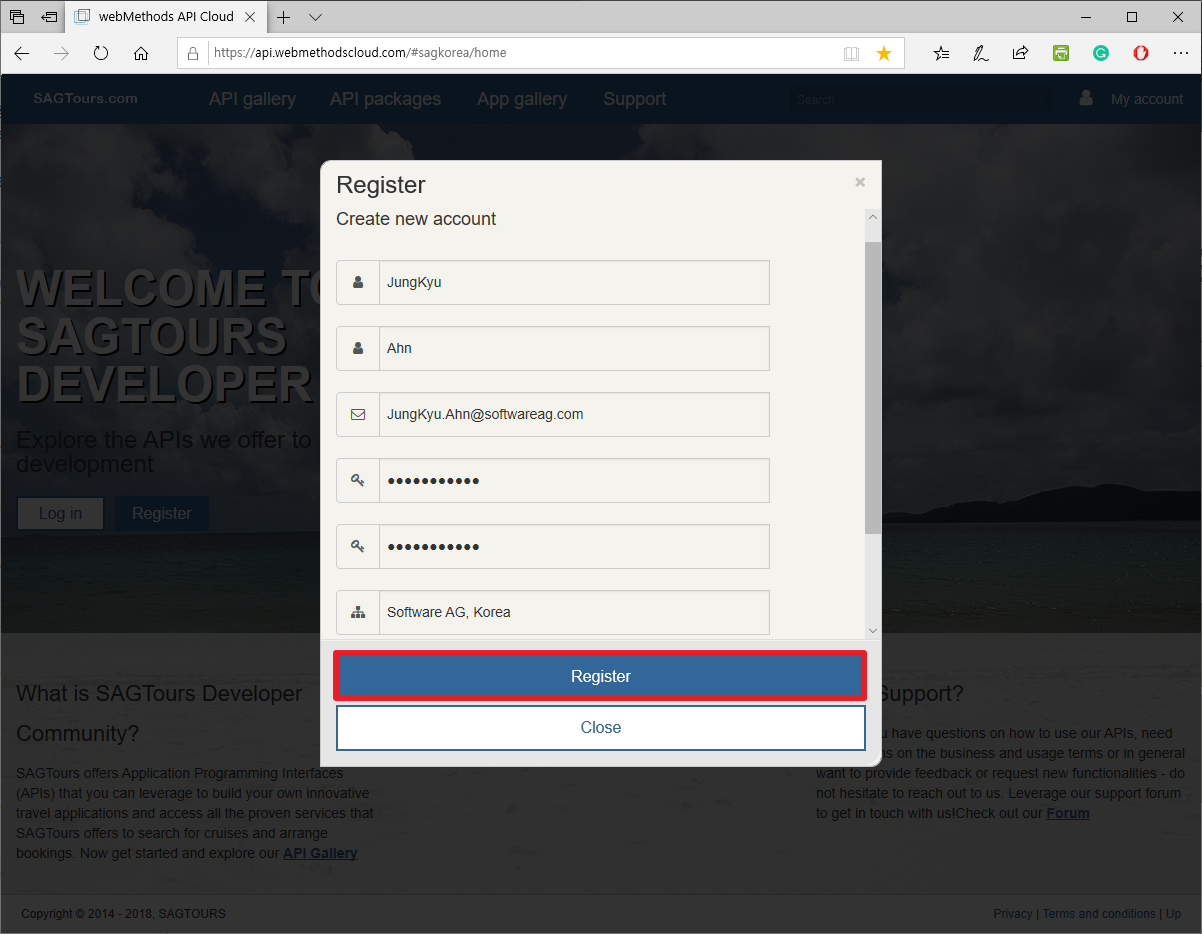 webMethods API Cloud
https://api.webmethodscloud.com/#sagkorea/home
SAGTours.com API gallery API packages App gallery Support Search My account
WELCOME TO
SAGTOURS
DEVELOPER
Explore the APIs we offer to
development
Log in Register
Register
Create new account
JungKyu
Ahn
JungKyu.Ahn@softwareag.com
Software AG, Korea
Register
Close
What is SAGTours Developer
Community?
SAGTours offers Application Programming Interfaces
(APIs) that you can leverage to build your own innovative
travel applications and access all the proven services that
SAGTours offers to search for cruises and arrange
bookings. Now get started and explore our API Gallery
Support?
have questions on how to use our APIs, need
on the business and usage terms or in general
want to provide feedback or request new functionalities - do
not hesitate to reach out to us. Leverage our support forum
to get in touch with us!Check out our Forum
Copyright © 2014 - 2018, SAGTOURS
Privacy | Terms and conditions | Up